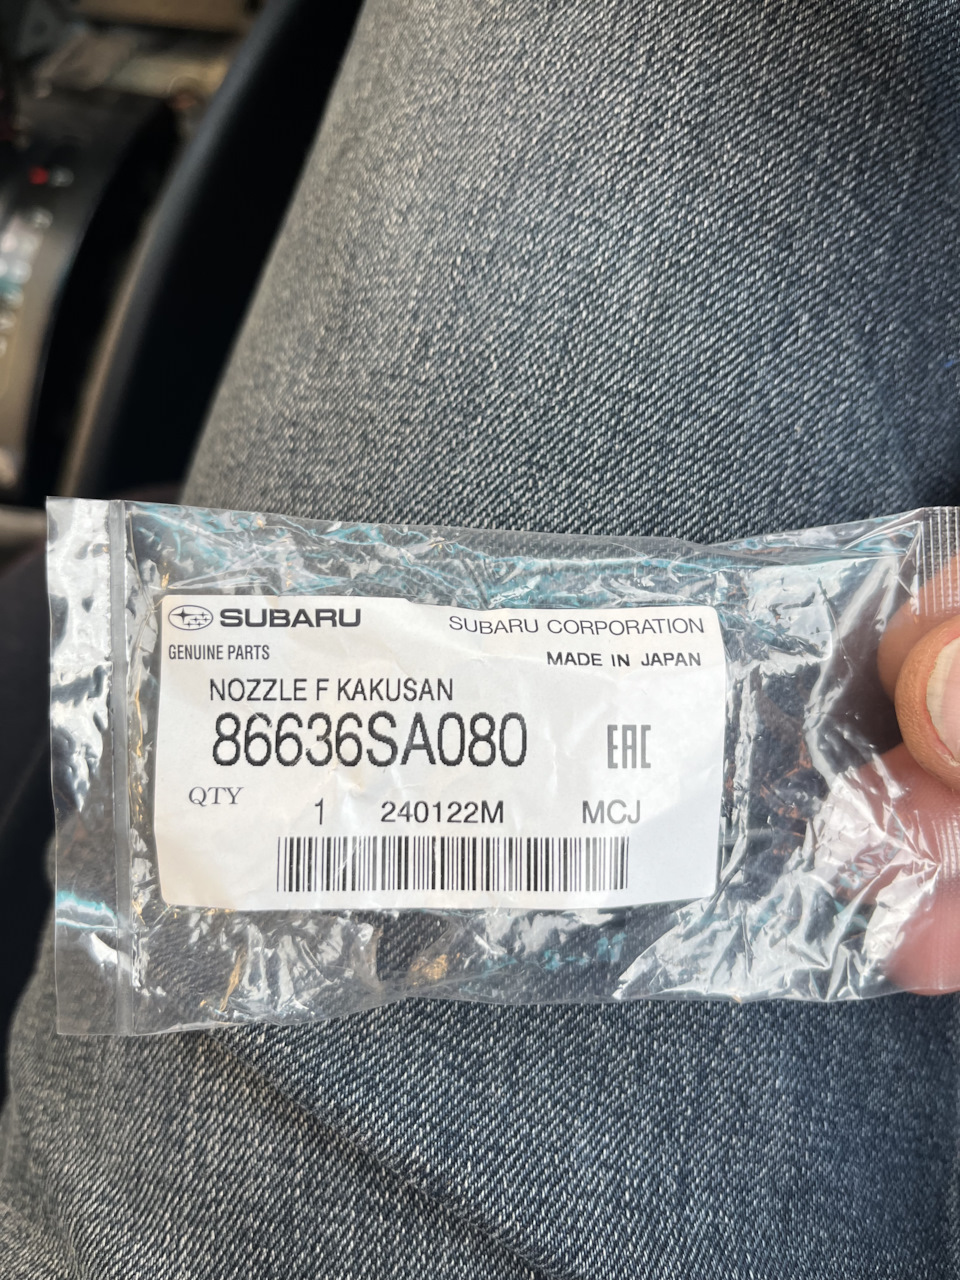 SUBARU
SUBARU CORPORATION
GENUINE PARTS
MADE IN JAPAN
NOZZLE F KAKUSAN
86636SA080
EAC
QTY
1 240122M MCJ